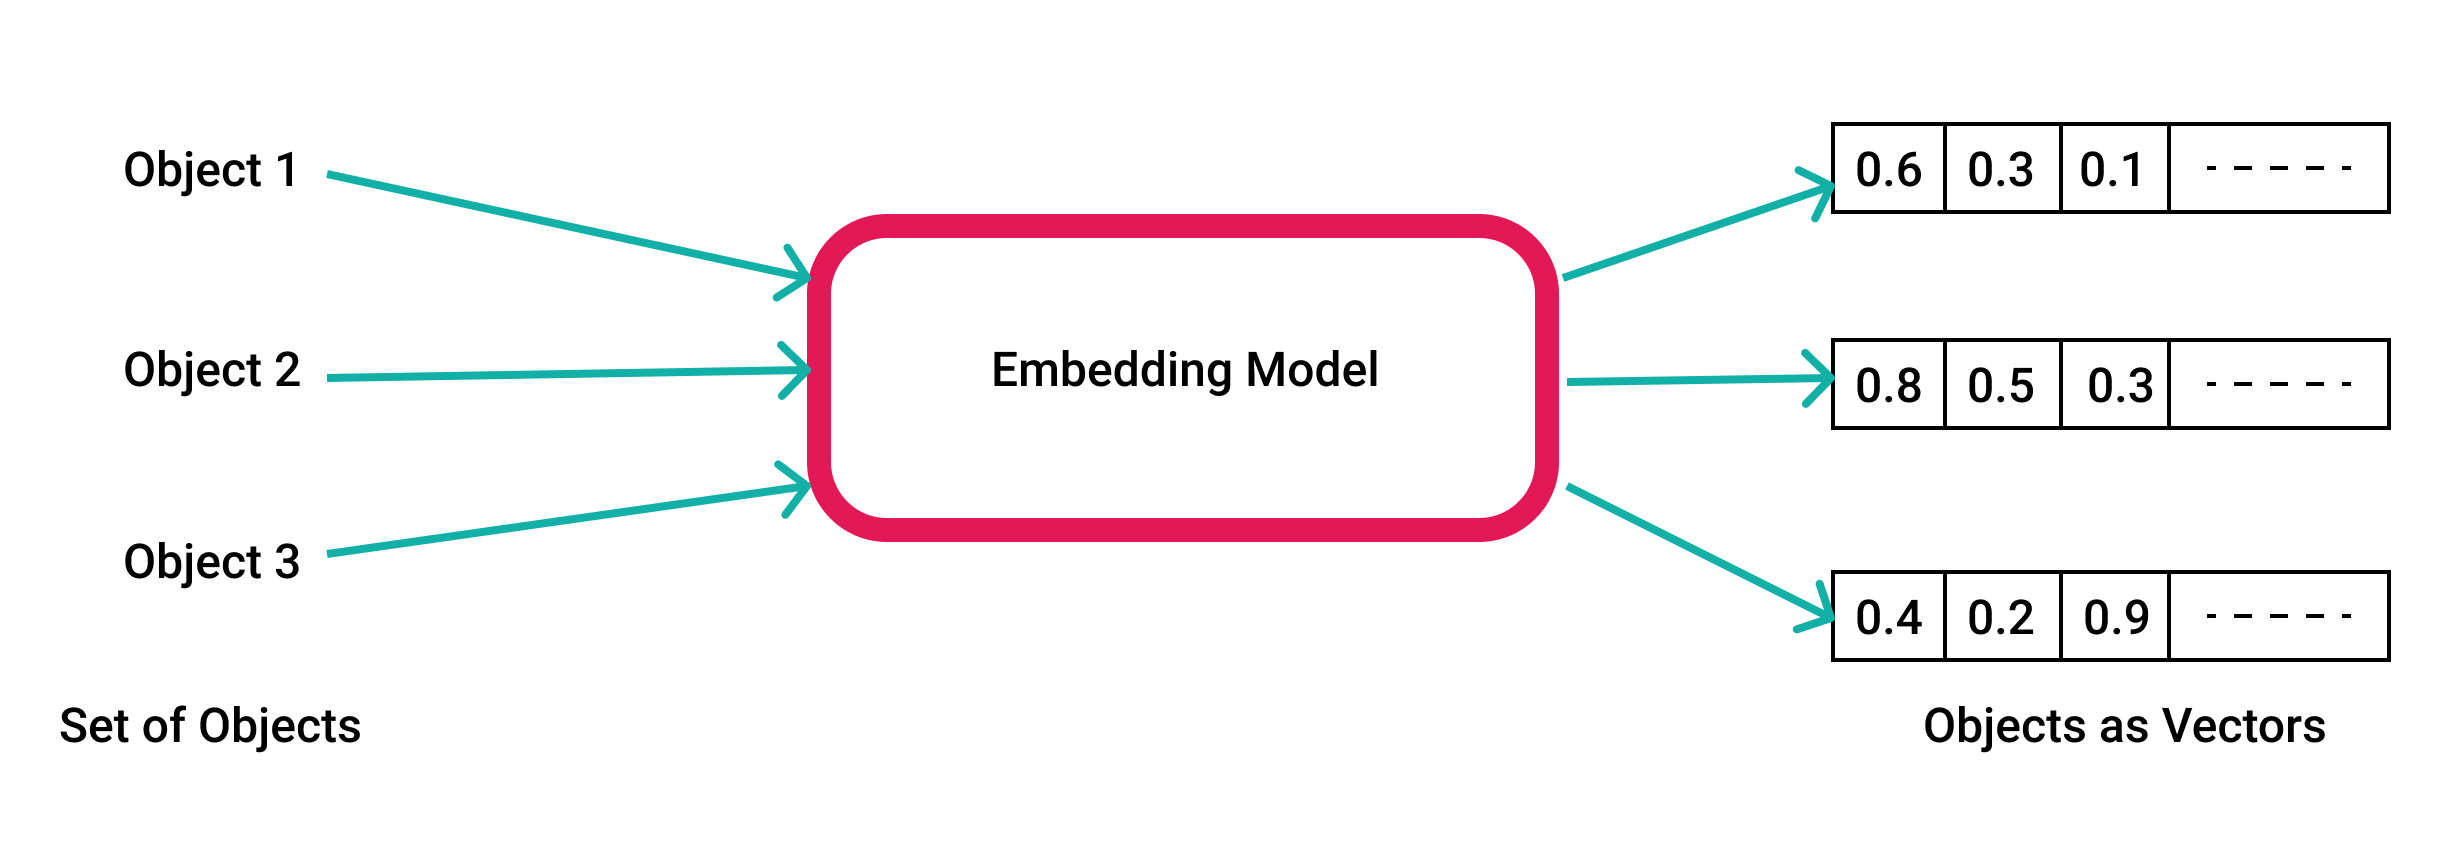 Object 1
0.6 0.3 0.1 - - - - -
Object 2
Embedding Model
0.8 0.5 0.3 - - - - -
Object 3
0.4 0.2 0.9 - - - - -
Set of Objects
Objects as Vectors